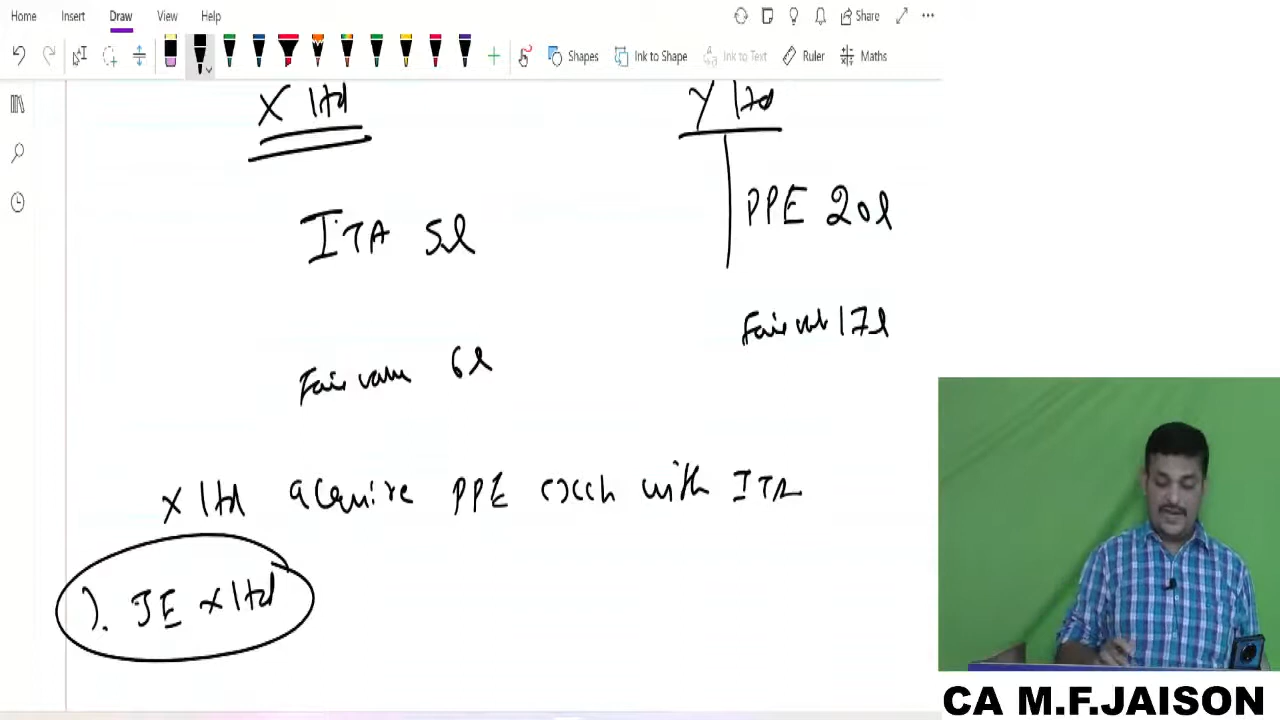 Home Insert Draw View Help
Share
Shapes Ink to Shape Ink to Text Ruler Maths
X ltd
Y ltd
ITA 5l
PPE 20l
Fair val 17l
Fair value 6l
X ltd acquire PPE exch with ITA
1). JE X ltd
CA M.F.JAISON